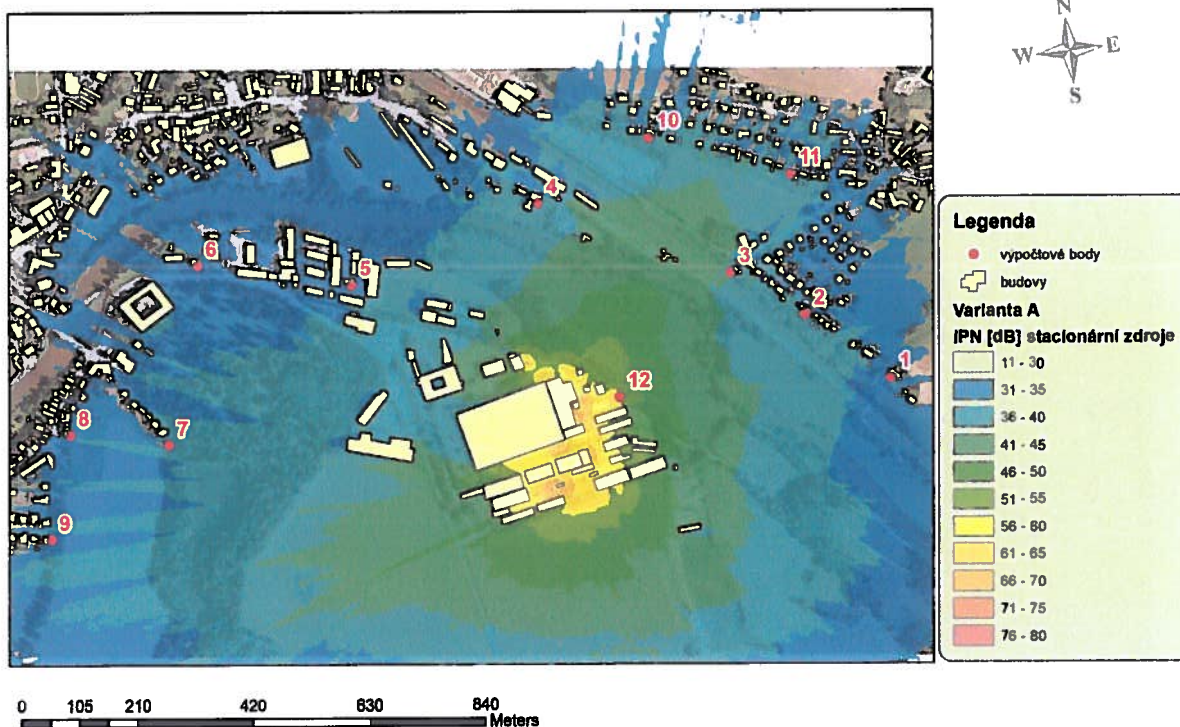 N
W
E
S
10
11
4
6
3
5
2
1
12
8
7
9
Legenda
výpočtové body
budovy
Varianta A
IPN [dB] stacionární zdroje
11 - 30
31 - 35
36 - 40
41 - 45
46 - 50
51 - 55
56 - 60
61 - 65
66 - 70
71 - 75
76 - 80
0 105 210 420 630 840
Meters